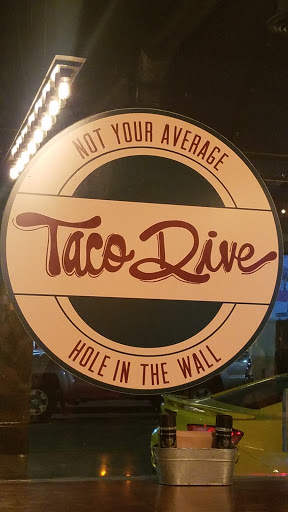 NOT YOUR AVERAGE
Taco Dive
HOLE IN THE WALL